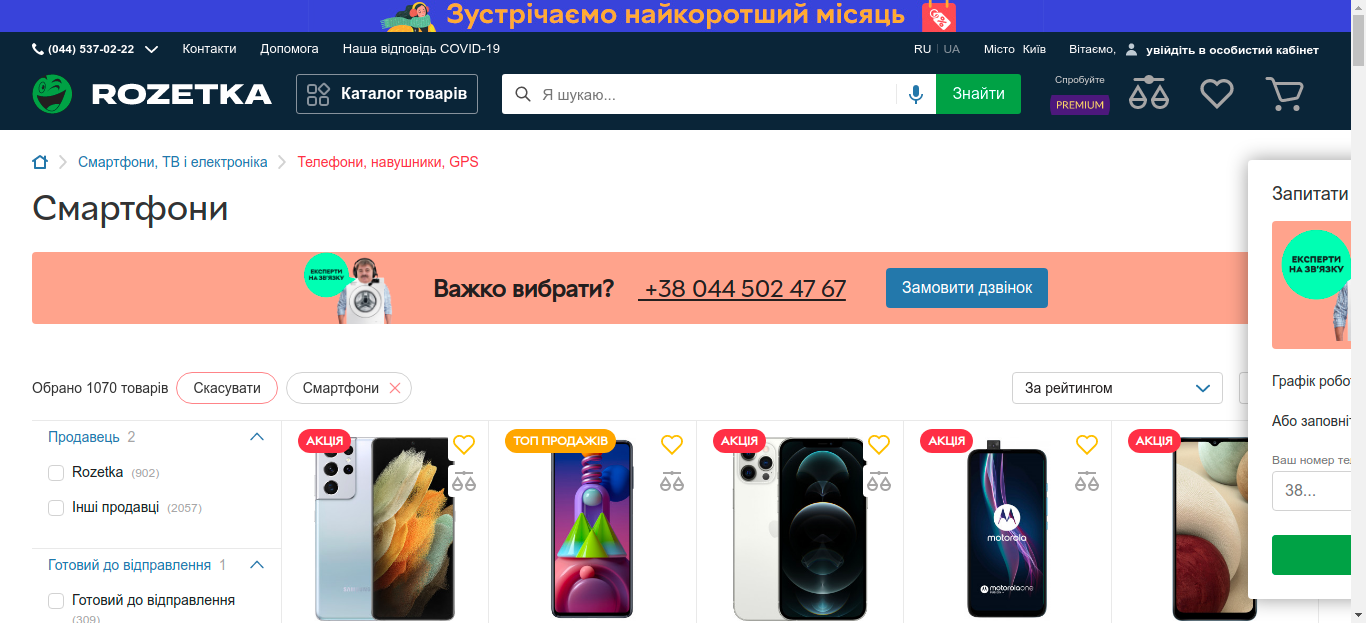 Зустрічаємо найкоротший місяць
(044) 537-02-22 Контакти Допомога Наша відповідь COVID-19 RU | UA Місто Київ Вітаємо, увійдіть в особистий кабінет
ROZETKA Каталог товарів Я шукаю... Знайти
Спробуйте
PREMIUM
Смартфони, ТВ і електроніка Телефони, навушники, GPS
Смартфони
Запитати
ЕКСПЕРТИ
НА ЗВ'ЯЗКУ
Важко вибрати? +38 044 502 47 67 Замовити дзвінок
ЕКСПЕРТИ
НА ЗВ'ЯЗКУ
Обрано 1070 товарів Скасувати Смартфони За рейтингом
Графік робо
Або заповніт
Ваш номер те
38...
Продавець 2
Rozetka (902)
Інші продавці (2057)
Готовий до відправлення 1
Готовий до відправлення
(309)
АКЦІЯ ТОП ПРОДАЖІВ АКЦІЯ АКЦІЯ АКЦІЯ
motorola
motorolaone